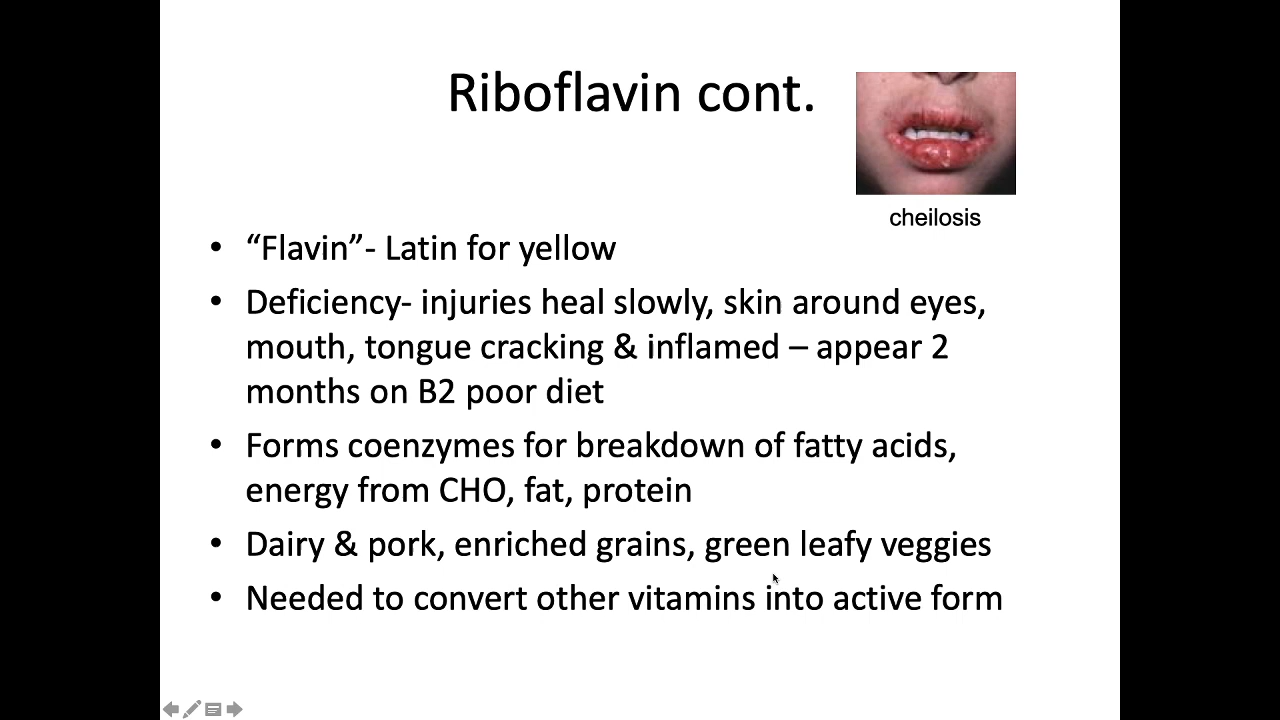 Riboflavin cont.
cheilosis
• “Flavin”- Latin for yellow
• Deficiency- injuries heal slowly, skin around eyes,
mouth, tongue cracking & inflamed – appear 2
months on B2 poor diet
• Forms coenzymes for breakdown of fatty acids,
energy from CHO, fat, protein
• Dairy & pork, enriched grains, green leafy veggies
• Needed to convert other vitamins into active form